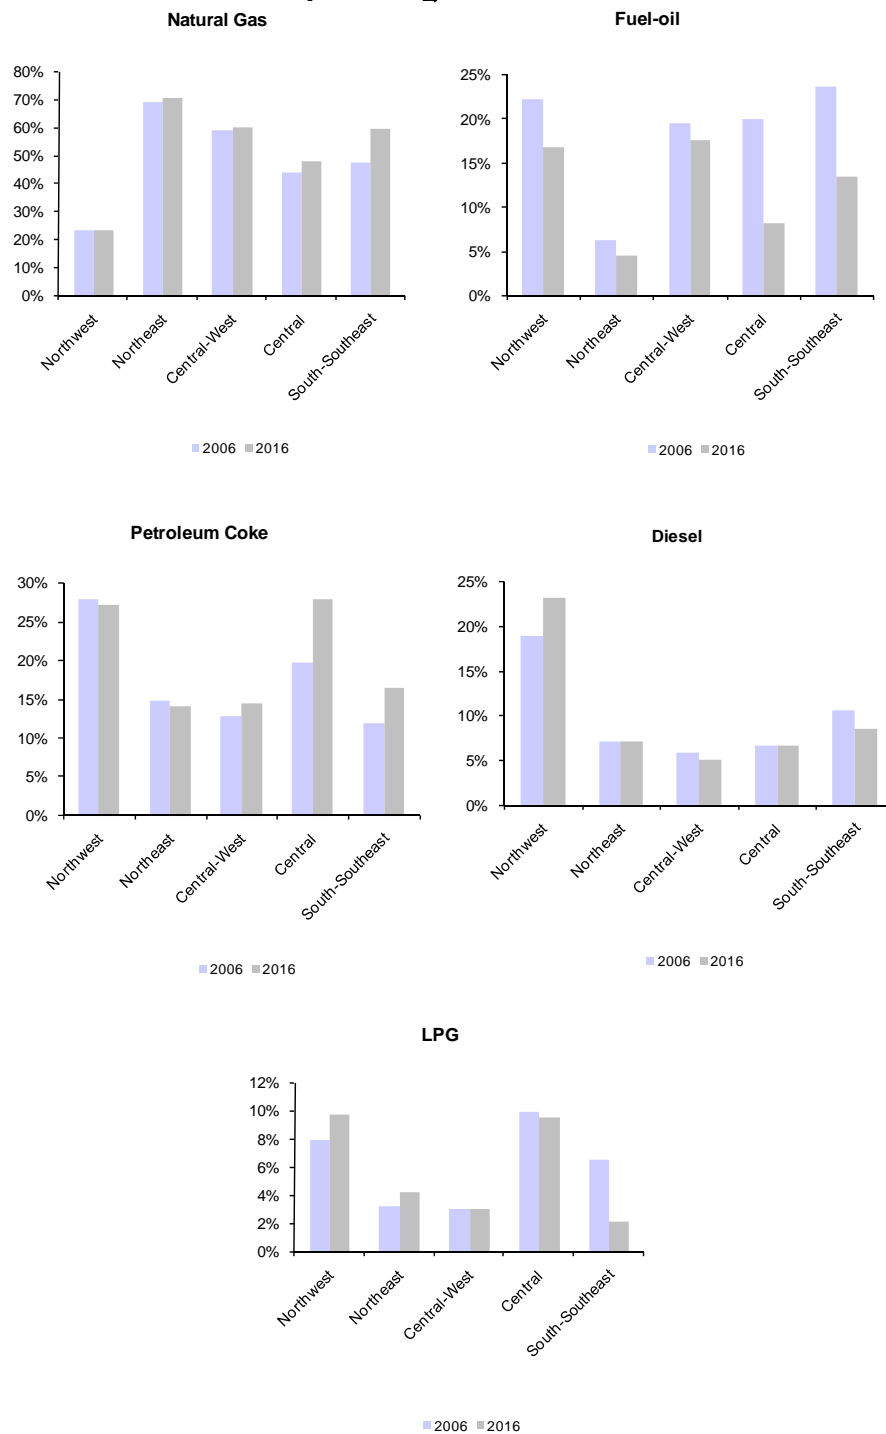 Natural Gas
80%
70%
60%
50%
40%
30%
20%
10%
0%
Northwest
Northeast
Central-West
Central
South-Southeast
2006 2016
Fuel-oil
25%
20%
15%
10%
5%
0%
Northwest
Northeast
Central-West
Central
South-Southeast
2006 2016
Petroleum Coke
30%
25%
20%
15%
10%
5%
0%
Northwest
Northeast
Central-West
Central
South-Southeast
2006 2016
Diesel
25%
20%
15%
10%
5%
0%
Northwest
Northeast
Central-West
Central
South-Southeast
2006 2016
LPG
12%
10%
8%
6%
4%
2%
0%
Northwest
Northeast
Central-West
Central
South-Southeast
2006 2016